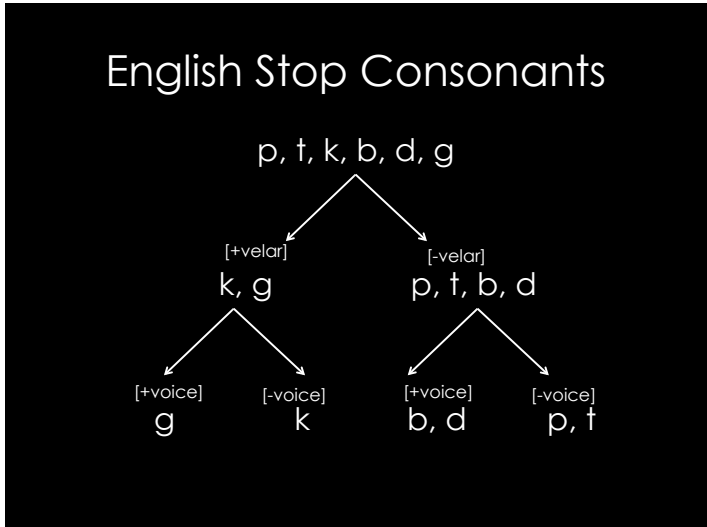 English Stop Consonants
p, t, k, b, d, g
[+velar] [-velar]
k, g p, t, b, d
[+voice] [-voice] [+voice] [-voice]
g k b, d p, t